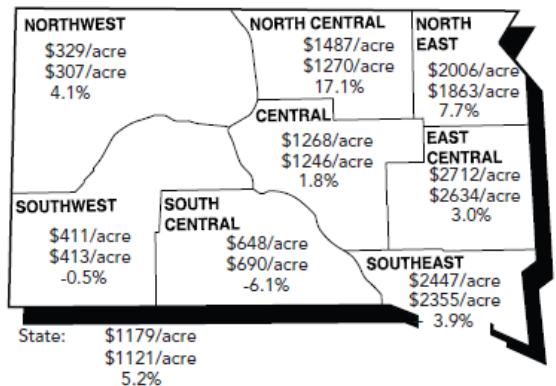 NORTHWEST
$329/acre
$307/acre
4.1%
NORTH CENTRAL
$1487/acre
$1270/acre
17.1%
NORTH
EAST
$2006/acre
$1863/acre
7.7%
CENTRAL
$1268/acre
$1246/acre
1.8%
EAST
CENTRAL
$2712/acre
$2634/acre
3.0%
SOUTHWEST
$411/acre
$413/acre
-0.5%
SOUTH
CENTRAL
$648/acre
$690/acre
-6.1%
SOUTHEAST
$2447/acre
$2355/acre
3.9%
State: $1179/acre
$1121/acre
5.2%